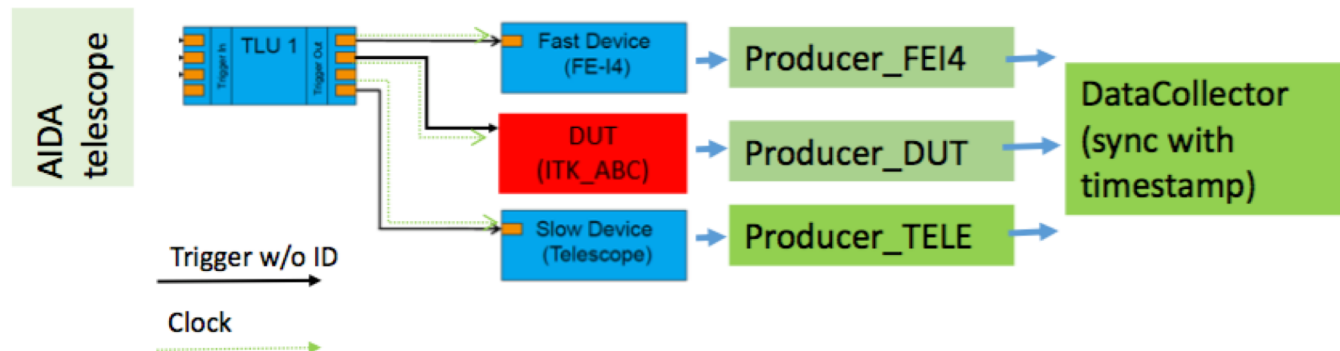 AIDA
telescope
Trigger In
TLU 1
Trigger Out
Fast Device
(FE-I4)
Producer_FEI4
DUT
(ITK_ABC)
Producer_DUT
Slow Device
(Telescope)
Producer_TELE
DataCollector
(sync with
timestamp)
Trigger w/o ID
Clock